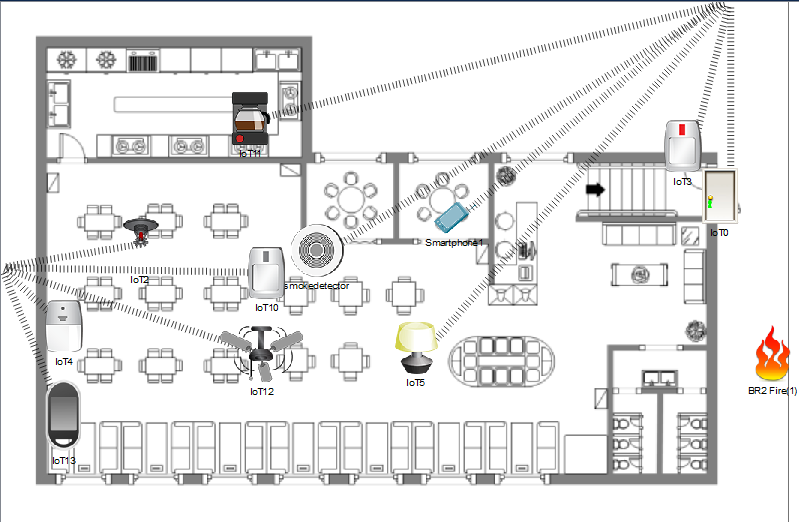 IoT11
IoT3
IoT0
Smartphone1
IoT2
smokedetector
IoT10
IoT4
IoT5
IoT12
BR2 Fire(1)
IoT13